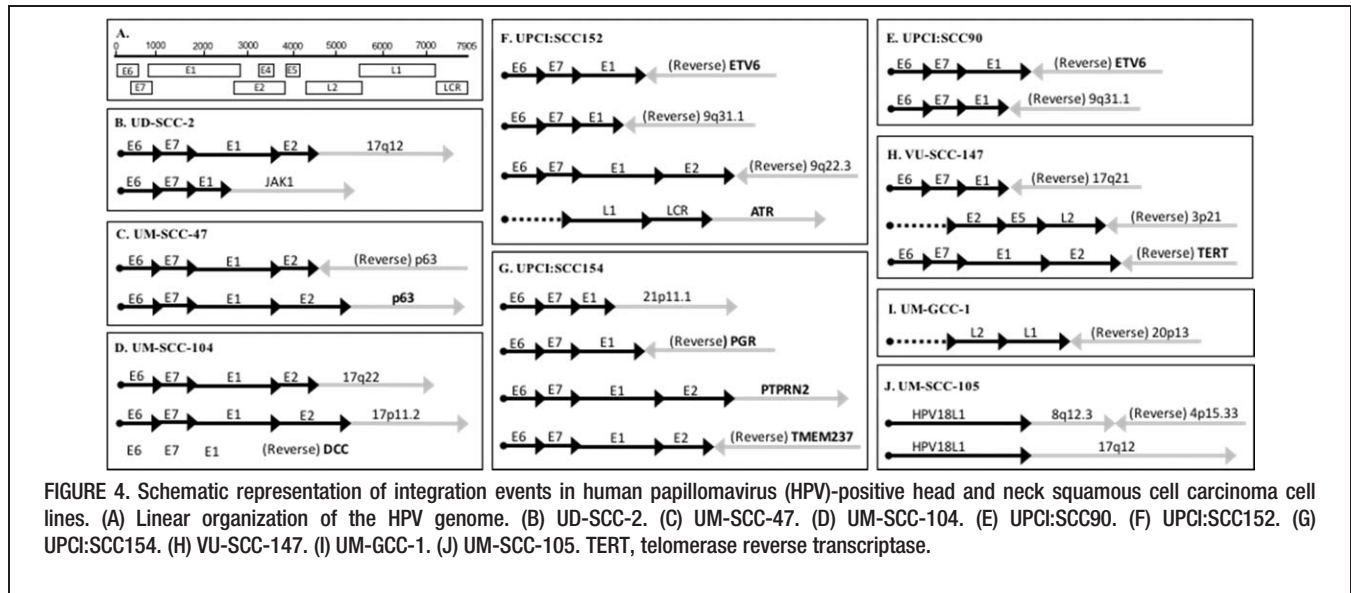 A.
0 1000 2000 3000 4000 5000 6000 7000 7905
E6 E1 E4 E5 L1
E7 E2 L2 LCR
B. UD-SCC-2
E6 E7 E1 E2 17q12
E6 E7 E1 JAK1
C. UM-SCC-47
E6 E7 E1 E2 (Reverse) p63
E6 E7 E1 E2 p63
D. UM-SCC-104
E6 E7 E1 E2 17q22
E6 E7 E1 E2 17p11.2
E6 E7 E1 (Reverse) DCC
F. UPCI:SCC152
E6 E7 E1 (Reverse) ETV6
E6 E7 E1 (Reverse) 9q31.1
E6 E7 E1 E2 (Reverse) 9q22.3
L1 LCR ATR
G. UPCI:SCC154
E6 E7 E1 21p11.1
E6 E7 E1 (Reverse) PGR
E6 E7 E1 E2 PTPRN2
E6 E7 E1 E2 (Reverse) TMEM237
E. UPCI:SCC90
E6 E7 E1 (Reverse) ETV6
E6 E7 E1 (Reverse) 9q31.1
H. VU-SCC-147
E6 E7 E1 (Reverse) 17q21
E2 E5 L2 (Reverse) 3p21
E6 E7 E1 E2 (Reverse) TERT
I. UM-GCC-1
L2 L1 (Reverse) 20p13
J. UM-SCC-105
HPV18L1 8q12.3 (Reverse) 4p15.33
HPV18L1 17q12
FIGURE 4. Schematic representation of integration events in human papillomavirus (HPV)-positive head and neck squamous cell carcinoma cell
lines. (A) Linear organization of the HPV genome. (B) UD-SCC-2. (C) UM-SCC-47. (D) UM-SCC-104. (E) UPCI:SCC90. (F) UPCI:SCC152. (G)
UPCI:SCC154. (H) VU-SCC-147. (I) UM-GCC-1. (J) UM-SCC-105. TERT, telomerase reverse transcriptase.